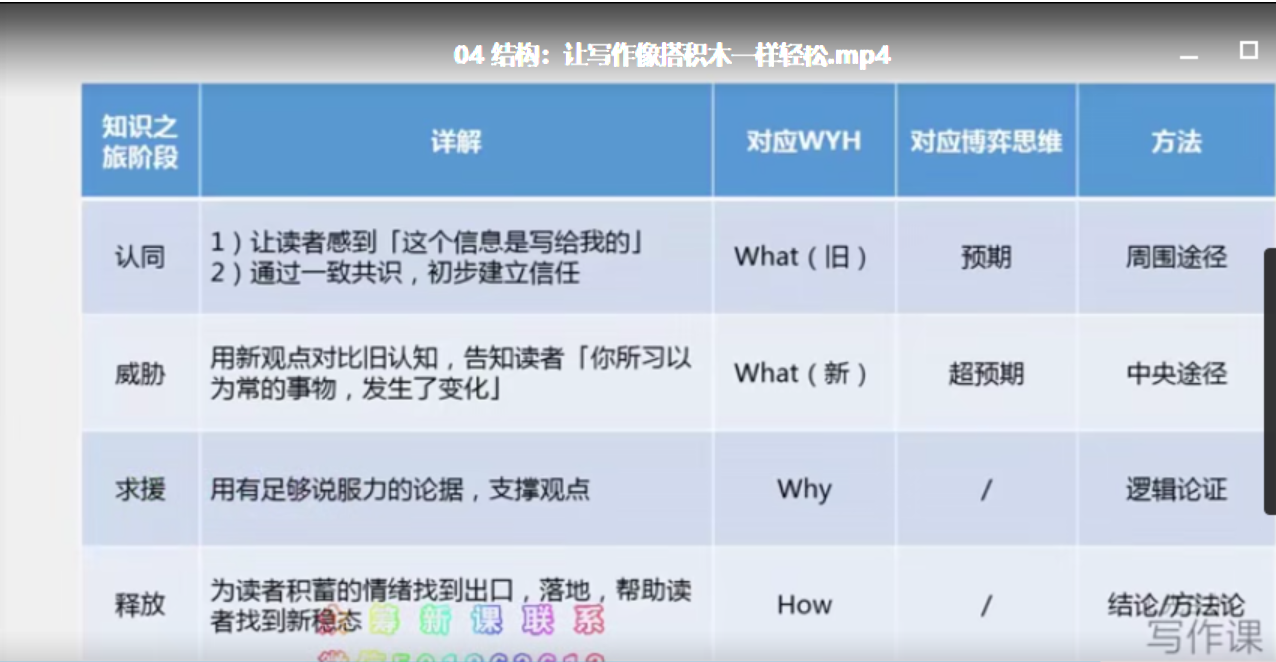 04 结构：让写作像搭积木一样轻松.mp4
知识之
旅阶段
详解
对应WYH
对应博弈思维
方法
认同
1）让读者感到「这个信息是写给我的」
2）通过一致共识，初步建立信任
What（旧）
预期
周围途径
威胁
用新观点对比旧认知，告知读者「你所习以
为常的事物，发生了变化」
What（新）
超预期
中央途径
求援
用有足够说服力的论据，支撑观点
Why
/
逻辑论证
释放
为读者积蓄的情绪找到出口，落地，帮助读
者找到新稳态
筹 新 课 联 系
How
/
结论/方法论
写作课